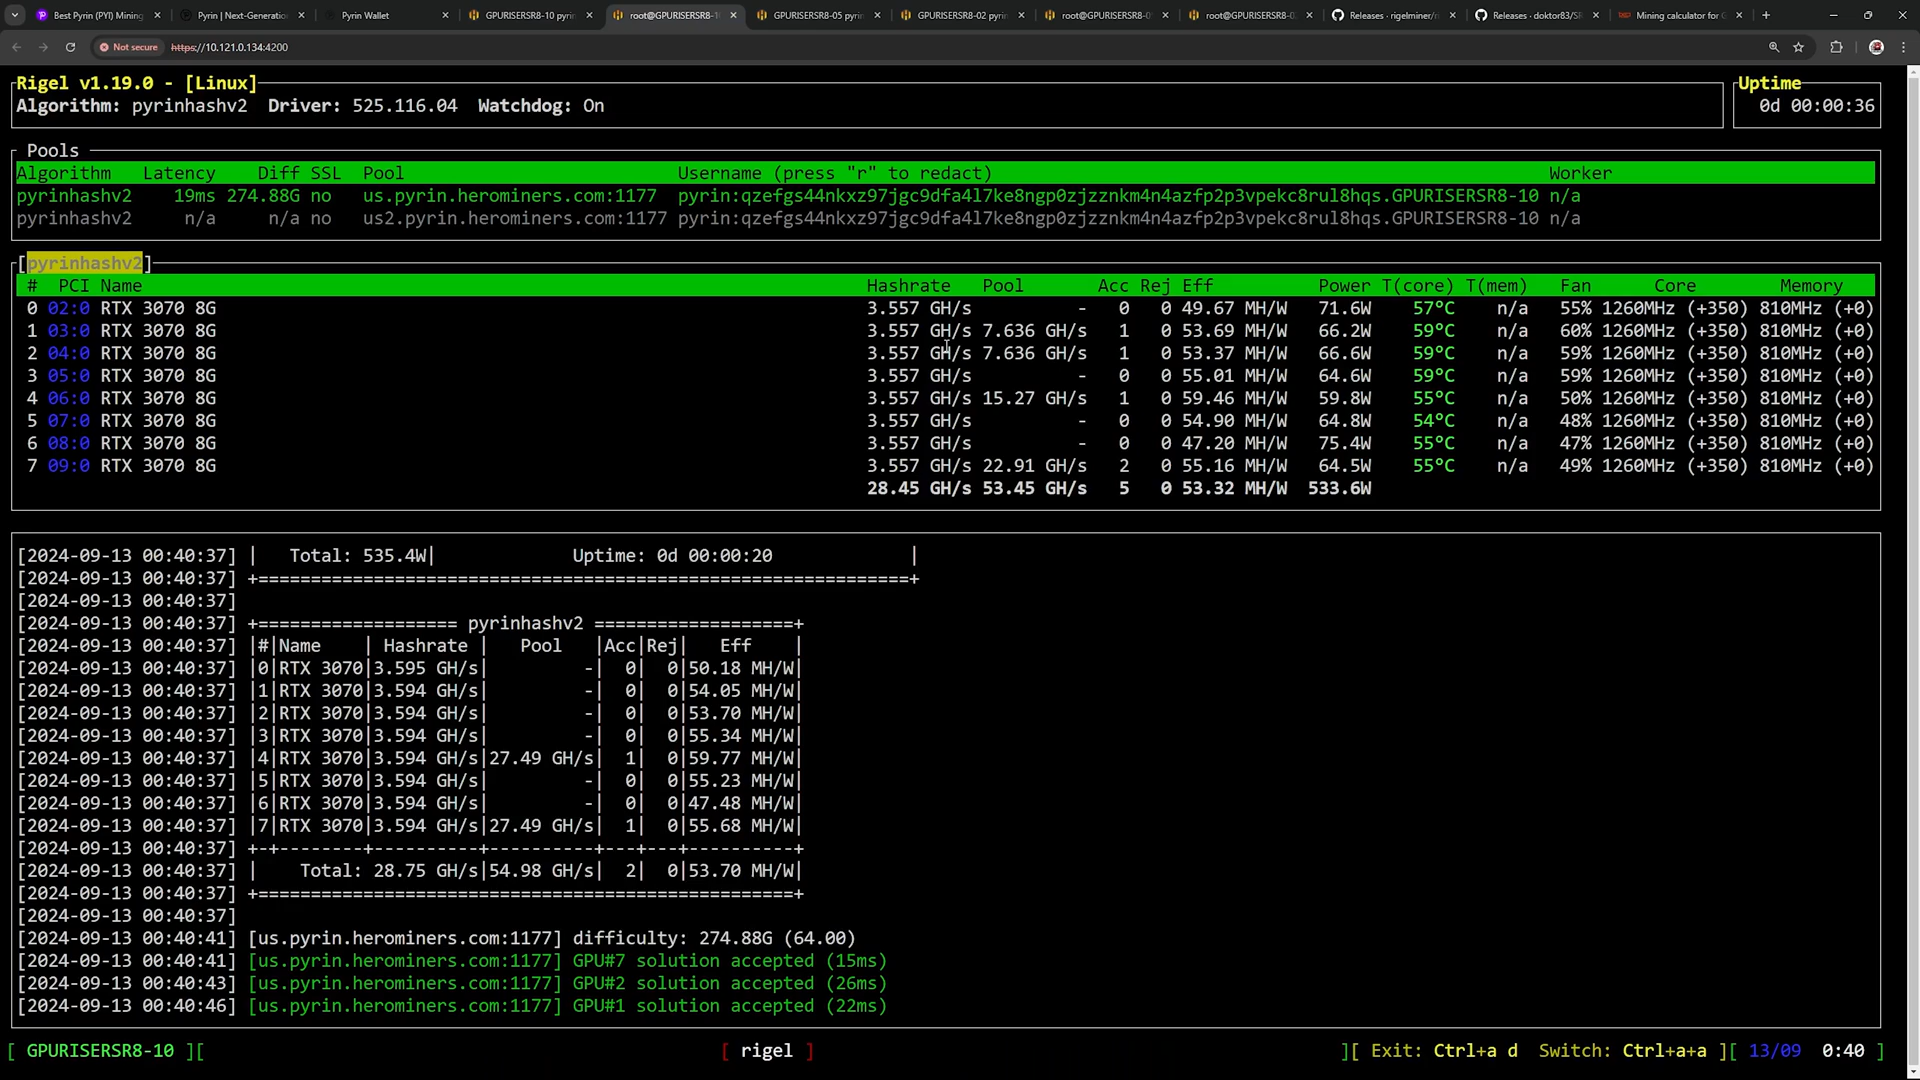 Best Pyrin (PYI) Mining
Pyrin | Next-Generatio
Pyrin Wallet
GPURISERSR8-10 pyrin
root@GPURISERSR8-1
GPURISERSR8-05 pyrin
GPURISERSR8-02 pyrin
root@GPURISERSR8-0
root@GPURISERSR8-0
Releases · rigelminer/r
Releases · doktor83/SR
Mining calculator for G
Not secure https://10.121.0.134:4200
Rigel v1.19.0 - [Linux]
Uptime
Algorithm: pyrinhashv2 Driver: 525.116.04 Watchdog: On
0d 00:00:36
Pools
Algorithm Latency Diff SSL Pool Username (press "r" to redact) Worker
pyrinhashv2 19ms 274.88G no us.pyrin.herominers.com:1177 pyrin:qzefgs44nkxz97jgc9dfa4l7ke8ngp0zjzznkm4n4azfp2p3vpekc8rul8hqs.GPURISERSR8-10 n/a
pyrinhashv2 n/a n/a no us2.pyrin.herominers.com:1177 pyrin:qzefgs44nkxz97jgc9dfa4l7ke8ngp0zjzznkm4n4azfp2p3vpekc8rul8hqs.GPURISERSR8-10 n/a
[pyrinhashv2]
# PCI Name Hashrate Pool Acc Rej Eff Power T(core) T(mem) Fan Core Memory
0 02:0 RTX 3070 8G 3.557 GH/s - 0 0 49.67 MH/W 71.6W 57°C n/a 55% 1260MHz (+350) 810MHz (+0)
1 03:0 RTX 3070 8G 3.557 GH/s 7.636 GH/s 1 0 53.69 MH/W 66.2W 59°C n/a 60% 1260MHz (+350) 810MHz (+0)
2 04:0 RTX 3070 8G 3.557 GH/s 7.636 GH/s 1 0 53.37 MH/W 66.6W 59°C n/a 59% 1260MHz (+350) 810MHz (+0)
3 05:0 RTX 3070 8G 3.557 GH/s - 0 0 55.01 MH/W 64.6W 59°C n/a 59% 1260MHz (+350) 810MHz (+0)
4 06:0 RTX 3070 8G 3.557 GH/s 15.27 GH/s 1 0 59.46 MH/W 59.8W 55°C n/a 50% 1260MHz (+350) 810MHz (+0)
5 07:0 RTX 3070 8G 3.557 GH/s - 0 0 54.90 MH/W 64.8W 54°C n/a 48% 1260MHz (+350) 810MHz (+0)
6 08:0 RTX 3070 8G 3.557 GH/s - 0 0 47.20 MH/W 75.4W 55°C n/a 47% 1260MHz (+350) 810MHz (+0)
7 09:0 RTX 3070 8G 3.557 GH/s 22.91 GH/s 2 0 55.16 MH/W 64.5W 55°C n/a 49% 1260MHz (+350) 810MHz (+0)
28.45 GH/s 53.45 GH/s 5 0 53.32 MH/W 533.6W
[2024-09-13 00:40:37] | Total: 535.4W| Uptime: 0d 00:00:20 |
[2024-09-13 00:40:37] +=============================================================+
[2024-09-13 00:40:37]
[2024-09-13 00:40:37] +================== pyrinhashv2 ===================+
[2024-09-13 00:40:37] |#|Name | Hashrate | Pool |Acc|Rej| Eff |
[2024-09-13 00:40:37] |0|RTX 3070|3.595 GH/s| -| 0| 0|50.18 MH/W|
[2024-09-13 00:40:37] |1|RTX 3070|3.594 GH/s| -| 0| 0|54.05 MH/W|
[2024-09-13 00:40:37] |2|RTX 3070|3.594 GH/s| -| 0| 0|53.70 MH/W|
[2024-09-13 00:40:37] |3|RTX 3070|3.594 GH/s| -| 0| 0|55.34 MH/W|
[2024-09-13 00:40:37] |4|RTX 3070|3.594 GH/s|27.49 GH/s| 1| 0|59.77 MH/W|
[2024-09-13 00:40:37] |5|RTX 3070|3.594 GH/s| -| 0| 0|55.23 MH/W|
[2024-09-13 00:40:37] |6|RTX 3070|3.594 GH/s| -| 0| 0|47.48 MH/W|
[2024-09-13 00:40:37] |7|RTX 3070|3.594 GH/s|27.49 GH/s| 1| 0|55.68 MH/W|
[2024-09-13 00:40:37] +-+--------+----------+----------+---+---+----------+
[2024-09-13 00:40:37] | Total: 28.75 GH/s|54.98 GH/s| 2| 0|53.70 MH/W|
[2024-09-13 00:40:37] +===================================================+
[2024-09-13 00:40:37]
[2024-09-13 00:40:41] [us.pyrin.herominers.com:1177] difficulty: 274.88G (64.00)
[2024-09-13 00:40:41] [us.pyrin.herominers.com:1177] GPU#7 solution accepted (15ms)
[2024-09-13 00:40:43] [us.pyrin.herominers.com:1177] GPU#2 solution accepted (26ms)
[2024-09-13 00:40:46] [us.pyrin.herominers.com:1177] GPU#1 solution accepted (22ms)
[ GPURISERSR8-10 ][ [ rigel ] ][ Exit: Ctrl+a d Switch: Ctrl+a+a ][ 13/09 0:40 ]